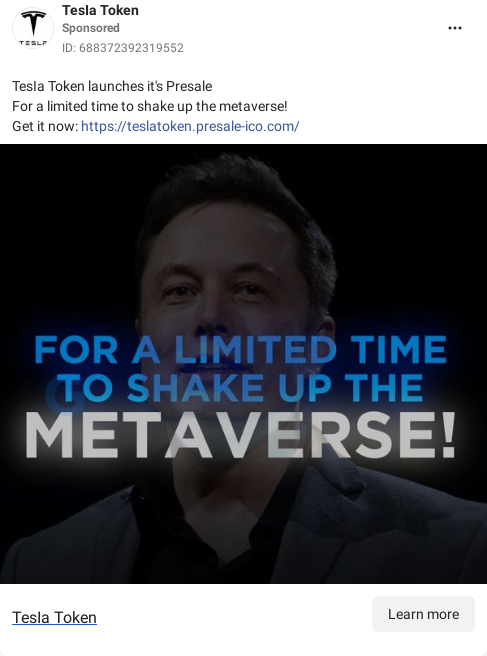 Tesla Token
Sponsored
ID: 688372392319552
TESLA
Tesla Token launches it's Presale
For a limited time to shake up the metaverse!
Get it now: https://teslatoken.presale-ico.com/
FOR A LIMITED TIME
TO SHAKE UP THE
METAVERSE!
Tesla Token
Learn more